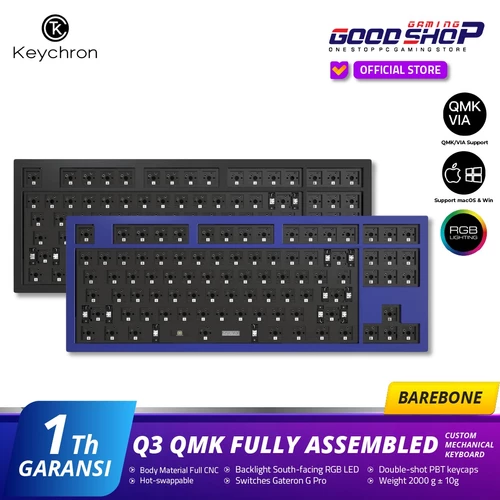 Keychron
GAMING
GOODSHOP
ONE STOP PC GAMING STORE
OFFICIAL STORE
QMK
VIA
QMK/VIA Support
Support macOS & Win
RGB
LIGHTING
BAREBONE
1 Th
GARANSI
Q3 QMK FULLY ASSEMBLED
CUSTOM
MECHANICAL
KEYBOARD
• Body Material Full CNC
• Backlight South-facing RGB LED
• Double-shot PBT keycaps
• Hot-swappable
• Switches Gateron G Pro
• Weight 2000 g ± 10g